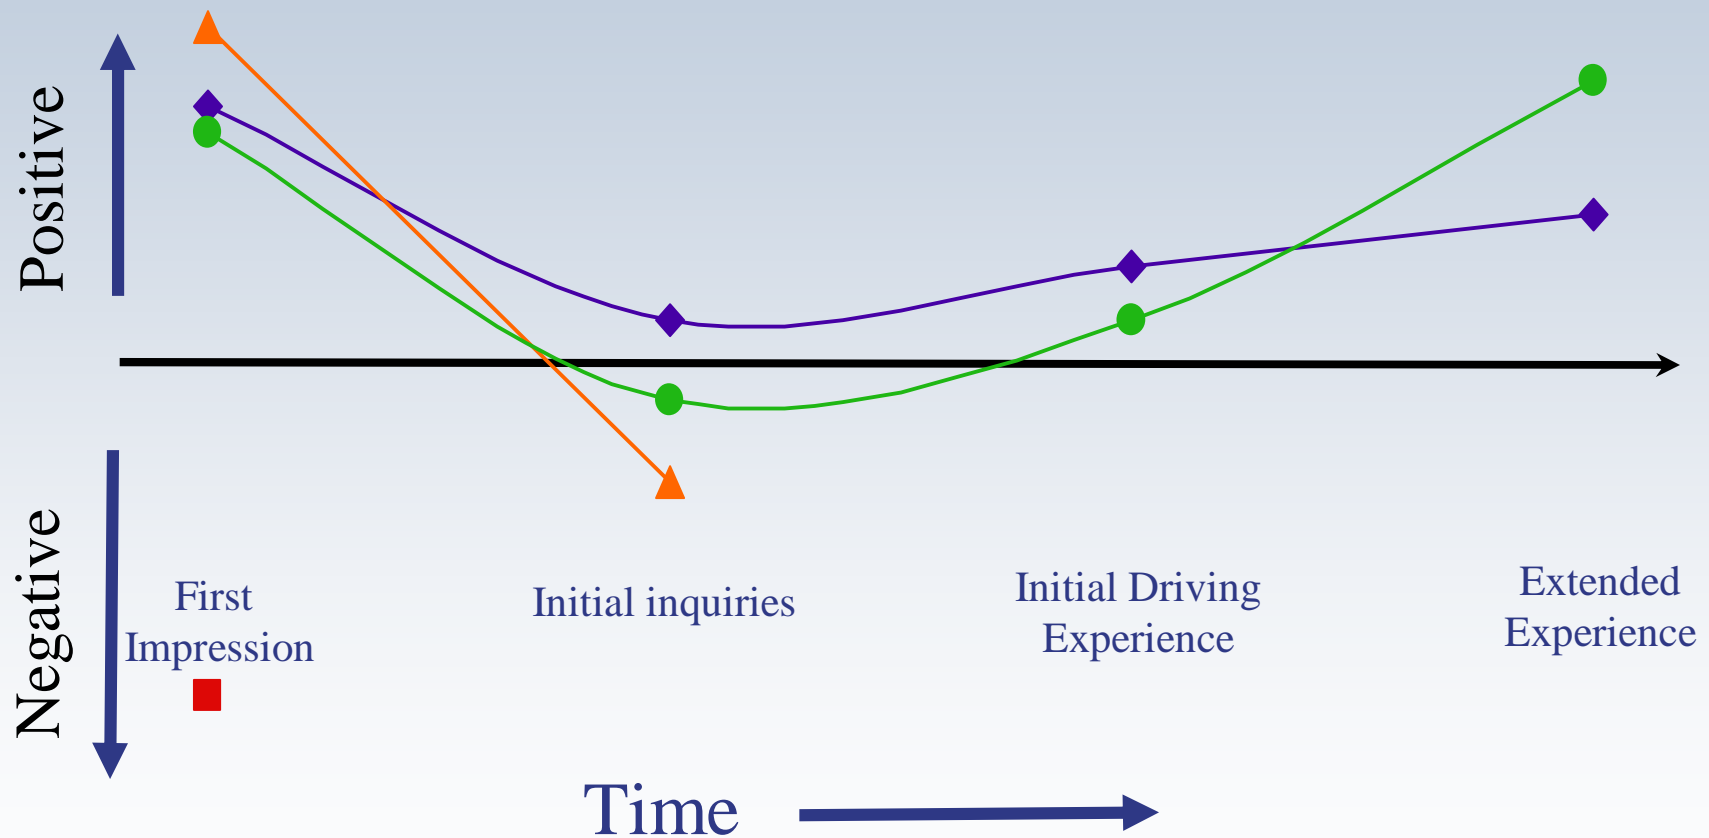 Positive
Negative
First
Impression
Initial inquiries
Initial Driving
Experience
Extended
Experience
Time